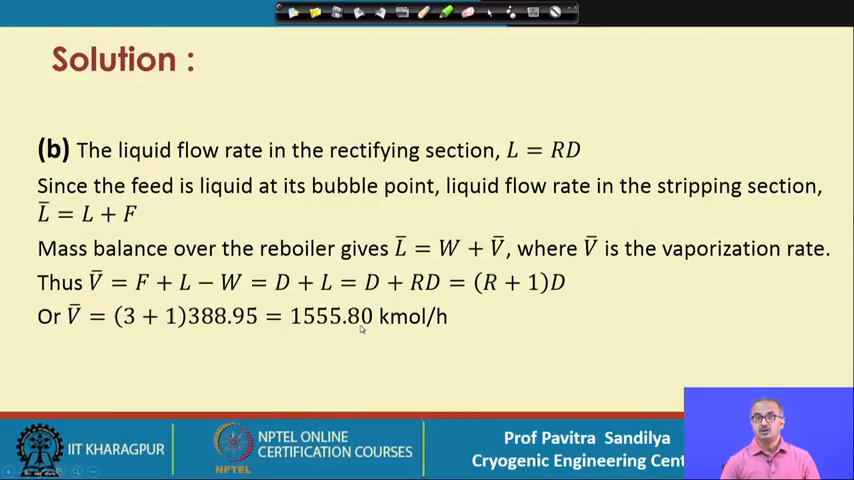 Solution :
(b) The liquid flow rate in the rectifying section, L = RD
Since the feed is liquid at its bubble point, liquid flow rate in the stripping section,
L̄ = L + F
Mass balance over the reboiler gives L̄ = W + V̄, where V̄ is the vaporization rate.
Thus V̄ = F + L − W = D + L = D + RD = (R + 1)D
Or V̄ = (3 + 1)388.95 = 1555.80 kmol/h
IIT KHARAGPUR
NPTEL
NPTEL ONLINE
CERTIFICATION COURSES
Prof Pavitra Sandilya
Cryogenic Engineering Cent